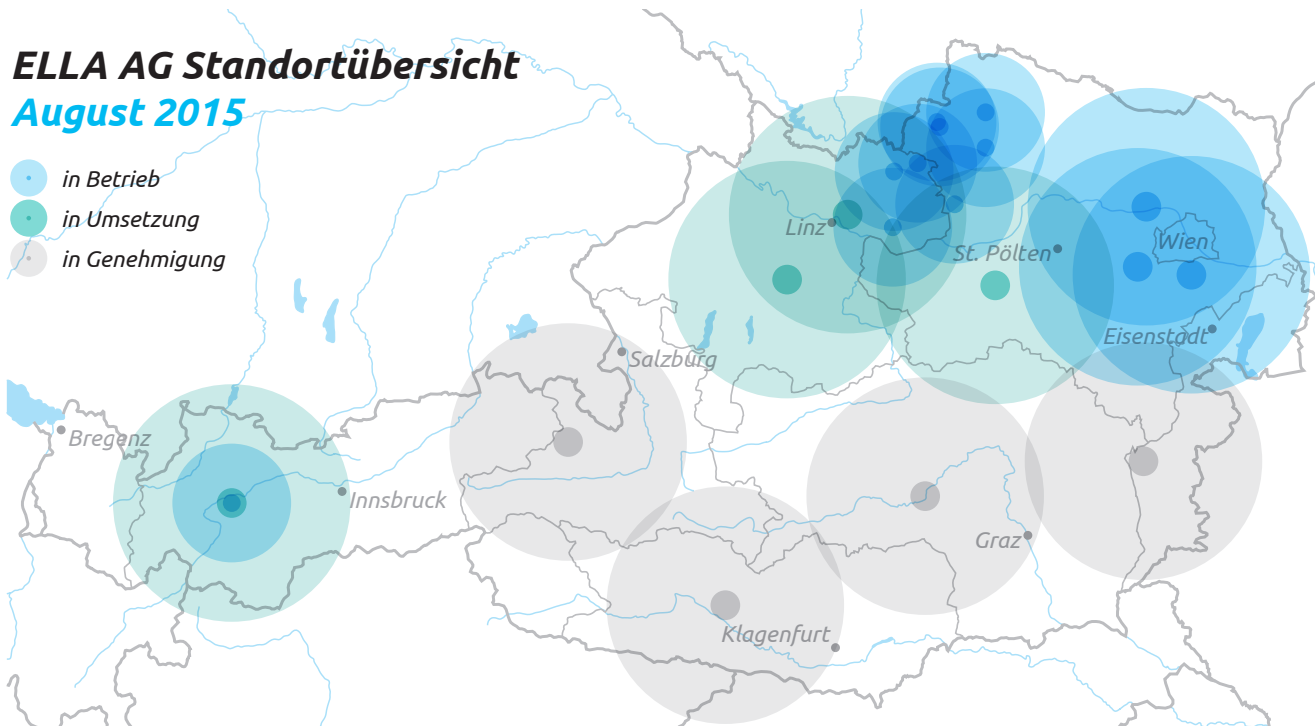 ELLA AG Standortübersicht
August 2015
in Betrieb
in Umsetzung
in Genehmigung
Linz
St. Pölten
Wien
Eisenstadt
Salzburg
Bregenz
Innsbruck
Graz
Klagenfurt